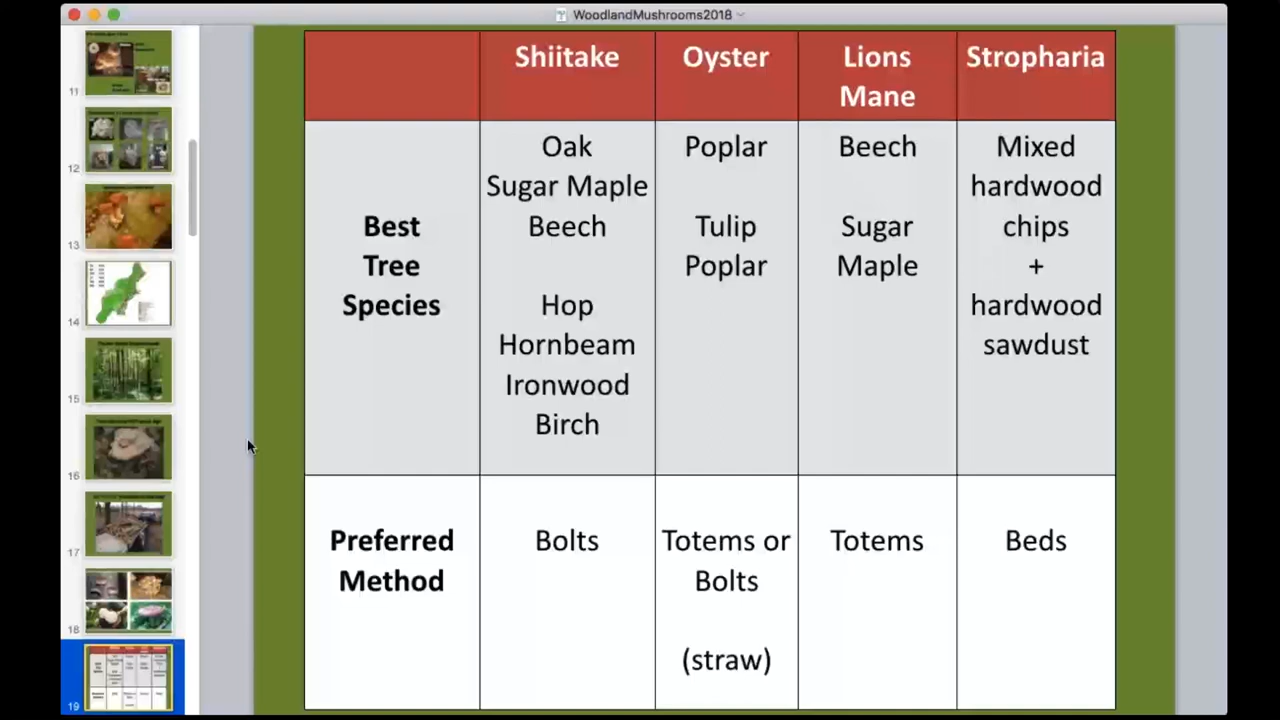 WoodlandMushrooms2018
11
12
13
14
15
16
17
18
19
Shiitake
Oyster
Lions
Mane
Stropharia
Best
Tree
Species
Oak
Sugar Maple
Beech
Hop
Hornbeam
Ironwood
Birch
Poplar
Tulip
Poplar
Beech
Sugar
Maple
Mixed
hardwood
chips
+
hardwood
sawdust
Preferred
Method
Bolts
Totems or
Bolts
(straw)
Totems
Beds